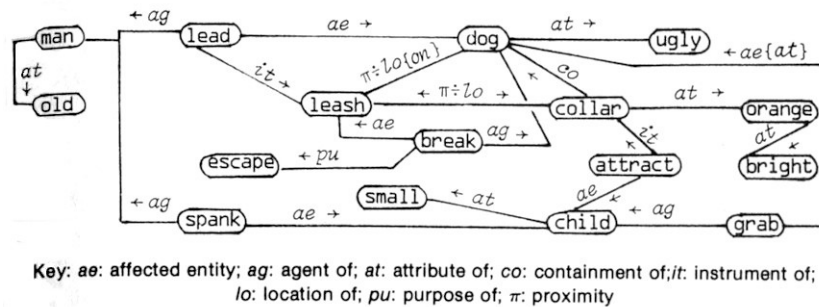 ← ag
ae →
at →
man
lead
dog
ugly
← ae{at}
at
↓
it →
π÷lo{on}
co
old
leash
← π÷lo →
collar
at →
orange
← ae
break
ag →
it
at
escape
← pu
attract
bright
small
← at
ae
← ag
spank
ae →
child
← ag
grab
Key: ae: affected entity; ag: agent of; at: attribute of; co: containment of;it: instrument of;
lo: location of; pu: purpose of; π: proximity